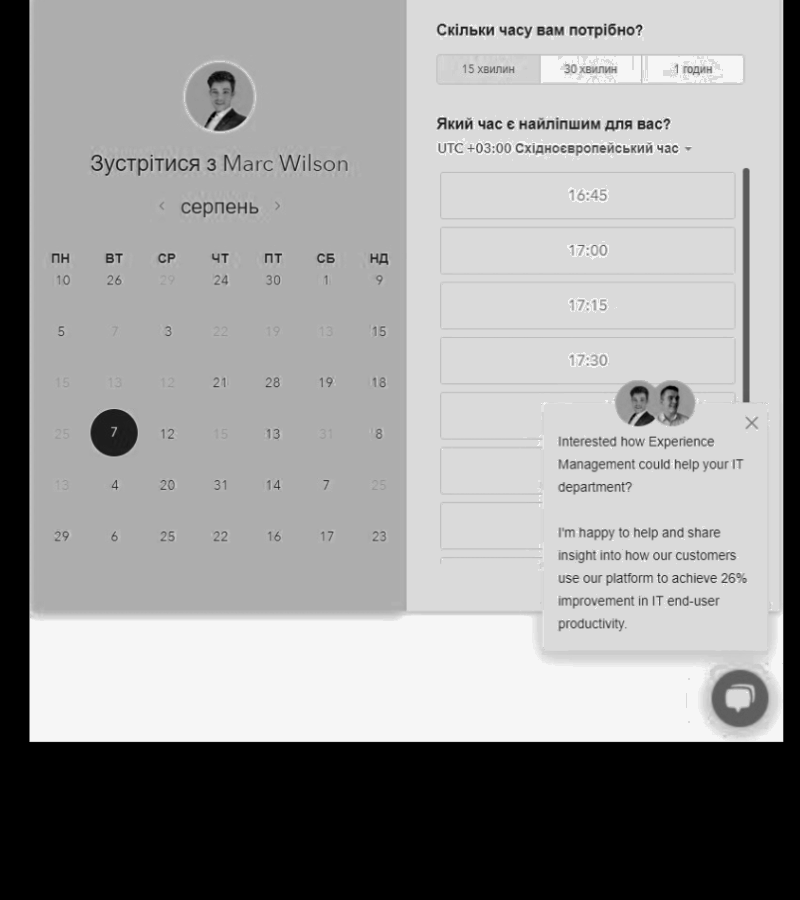 Зустрітися з Marc Wilson
серпень
ПН ВТ СР ЧТ ПТ СБ НД
10 26 29 24 30 1 9
5 7 3 22 19 13 15
15 13 12 21 28 19 18
25 7 12 15 13 31 8
13 4 20 31 14 7 25
29 6 25 22 16 17 23
Скільки часу вам потрібно?
15 хвилин 30 хвилин 1 годин
Який час є найліпшим для вас?
UTC +03:00 Східноєвропейський час
16:45
17:00
17:15
17:30
Interested how Experience
Management could help your IT
department?
I'm happy to help and share
insight into how our customers
use our platform to achieve 26%
improvement in IT end-user
productivity.